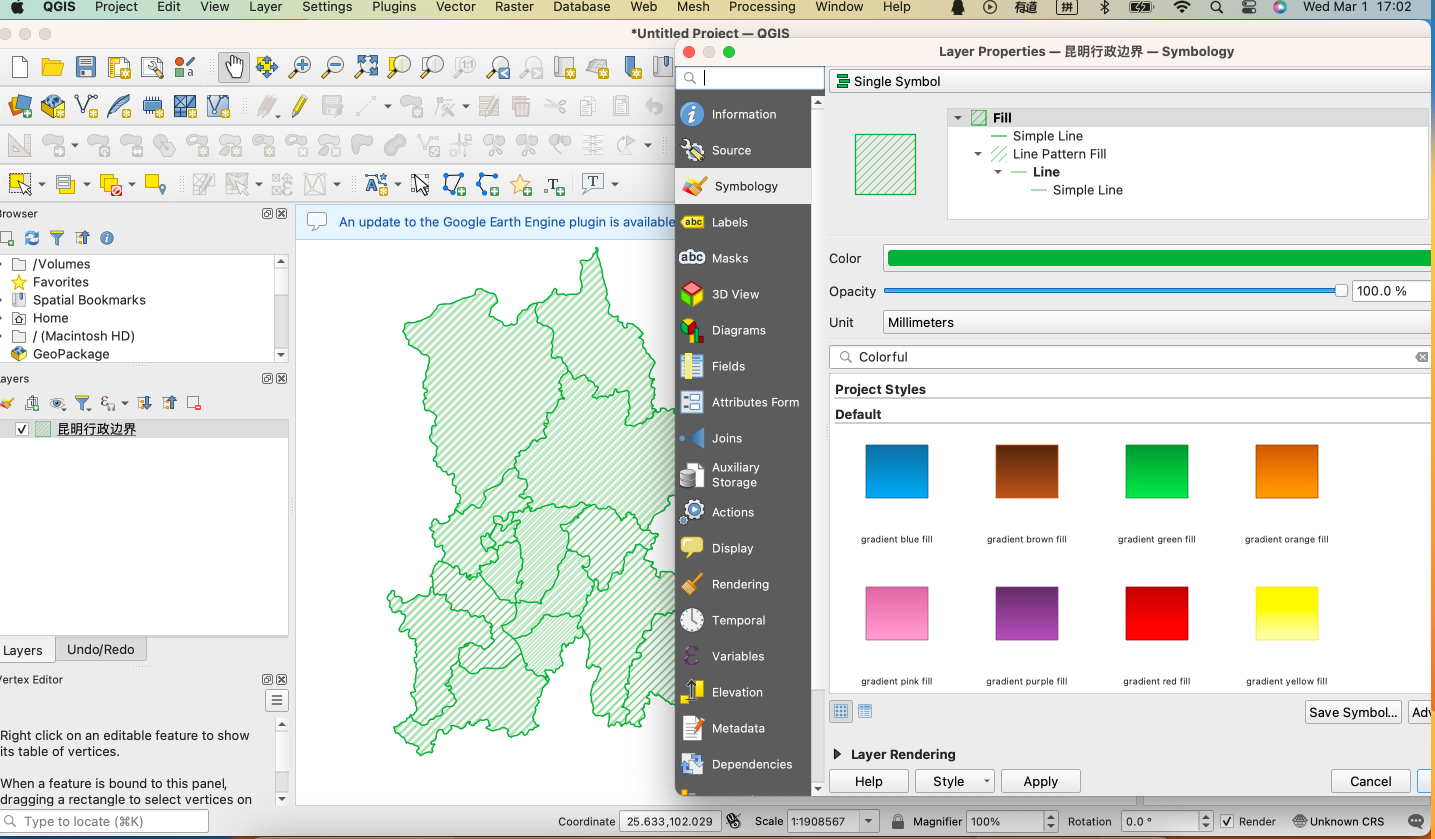 QGIS Project Edit View Layer Settings Plugins Vector Raster Database Web Mesh Processing Window Help 有道 拼 Wed Mar 1 17:02
*Untitled Project — QGIS
Layer Properties — 昆明行政边界 — Symbology
Single Symbol
Information
Source
Symbology
Labels
Masks
3D View
Diagrams
Fields
Attributes Form
Joins
Auxiliary
Storage
Actions
Display
Rendering
Temporal
Variables
Elevation
Metadata
Dependencies
Fill
Simple Line
Line Pattern Fill
Line
Simple Line
Color
Opacity 100.0 %
Unit Millimeters
Colorful
Project Styles
Default
gradient blue fill gradient brown fill gradient green fill gradient orange fill
gradient pink fill gradient purple fill gradient red fill gradient yellow fill
Save Symbol... Adv
Layer Rendering
Help Style Apply Cancel
Browser
/Volumes
Favorites
Spatial Bookmarks
Home
/ (Macintosh HD)
GeoPackage
An update to the Google Earth Engine plugin is available
ayers
昆明行政边界
Layers Undo/Redo
Vertex Editor
Right click on an editable feature to show
its table of vertices.
When a feature is bound to this panel,
dragging a rectangle to select vertices on
Type to locate (⌘K) Coordinate 25.633,102.029 Scale 1:1908567 Magnifier 100% Rotation 0.0 ° Render Unknown CRS